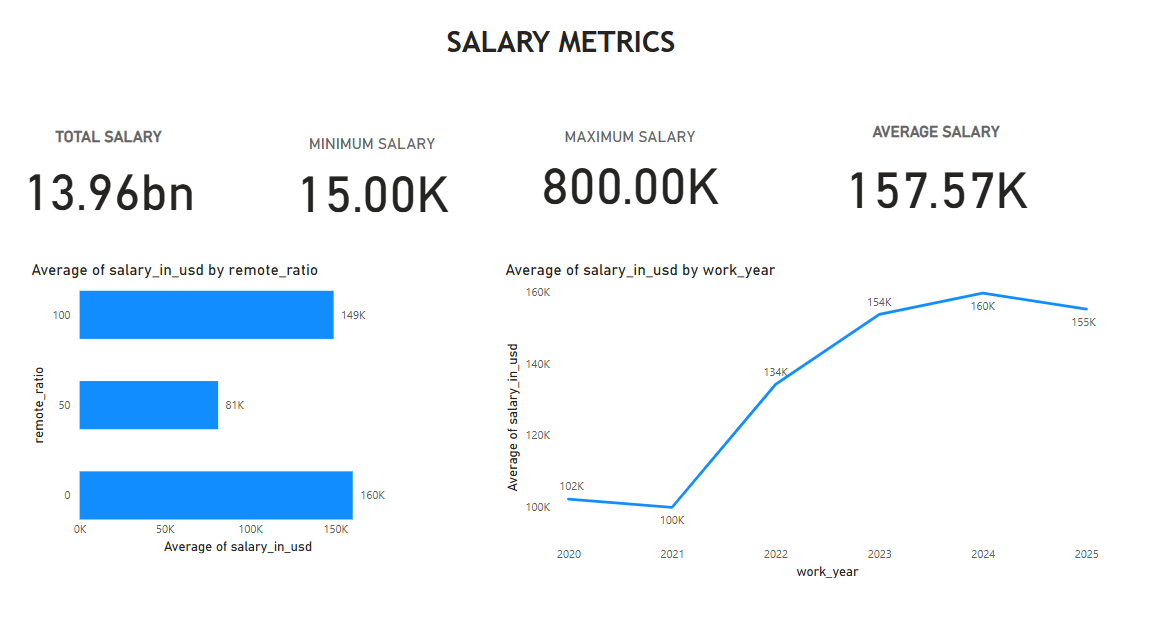 SALARY METRICS
TOTAL SALARY
13.96bn
MINIMUM SALARY
15.00K
MAXIMUM SALARY
800.00K
AVERAGE SALARY
157.57K
Average of salary_in_usd by remote_ratio
remote_ratio
100
149K
50
81K
0
160K
0K
50K
100K
150K
Average of salary_in_usd
Average of salary_in_usd by work_year
Average of salary_in_usd
160K
140K
120K
100K
102K
100K
134K
154K
160K
155K
2020
2021
2022
2023
2024
2025
work_year